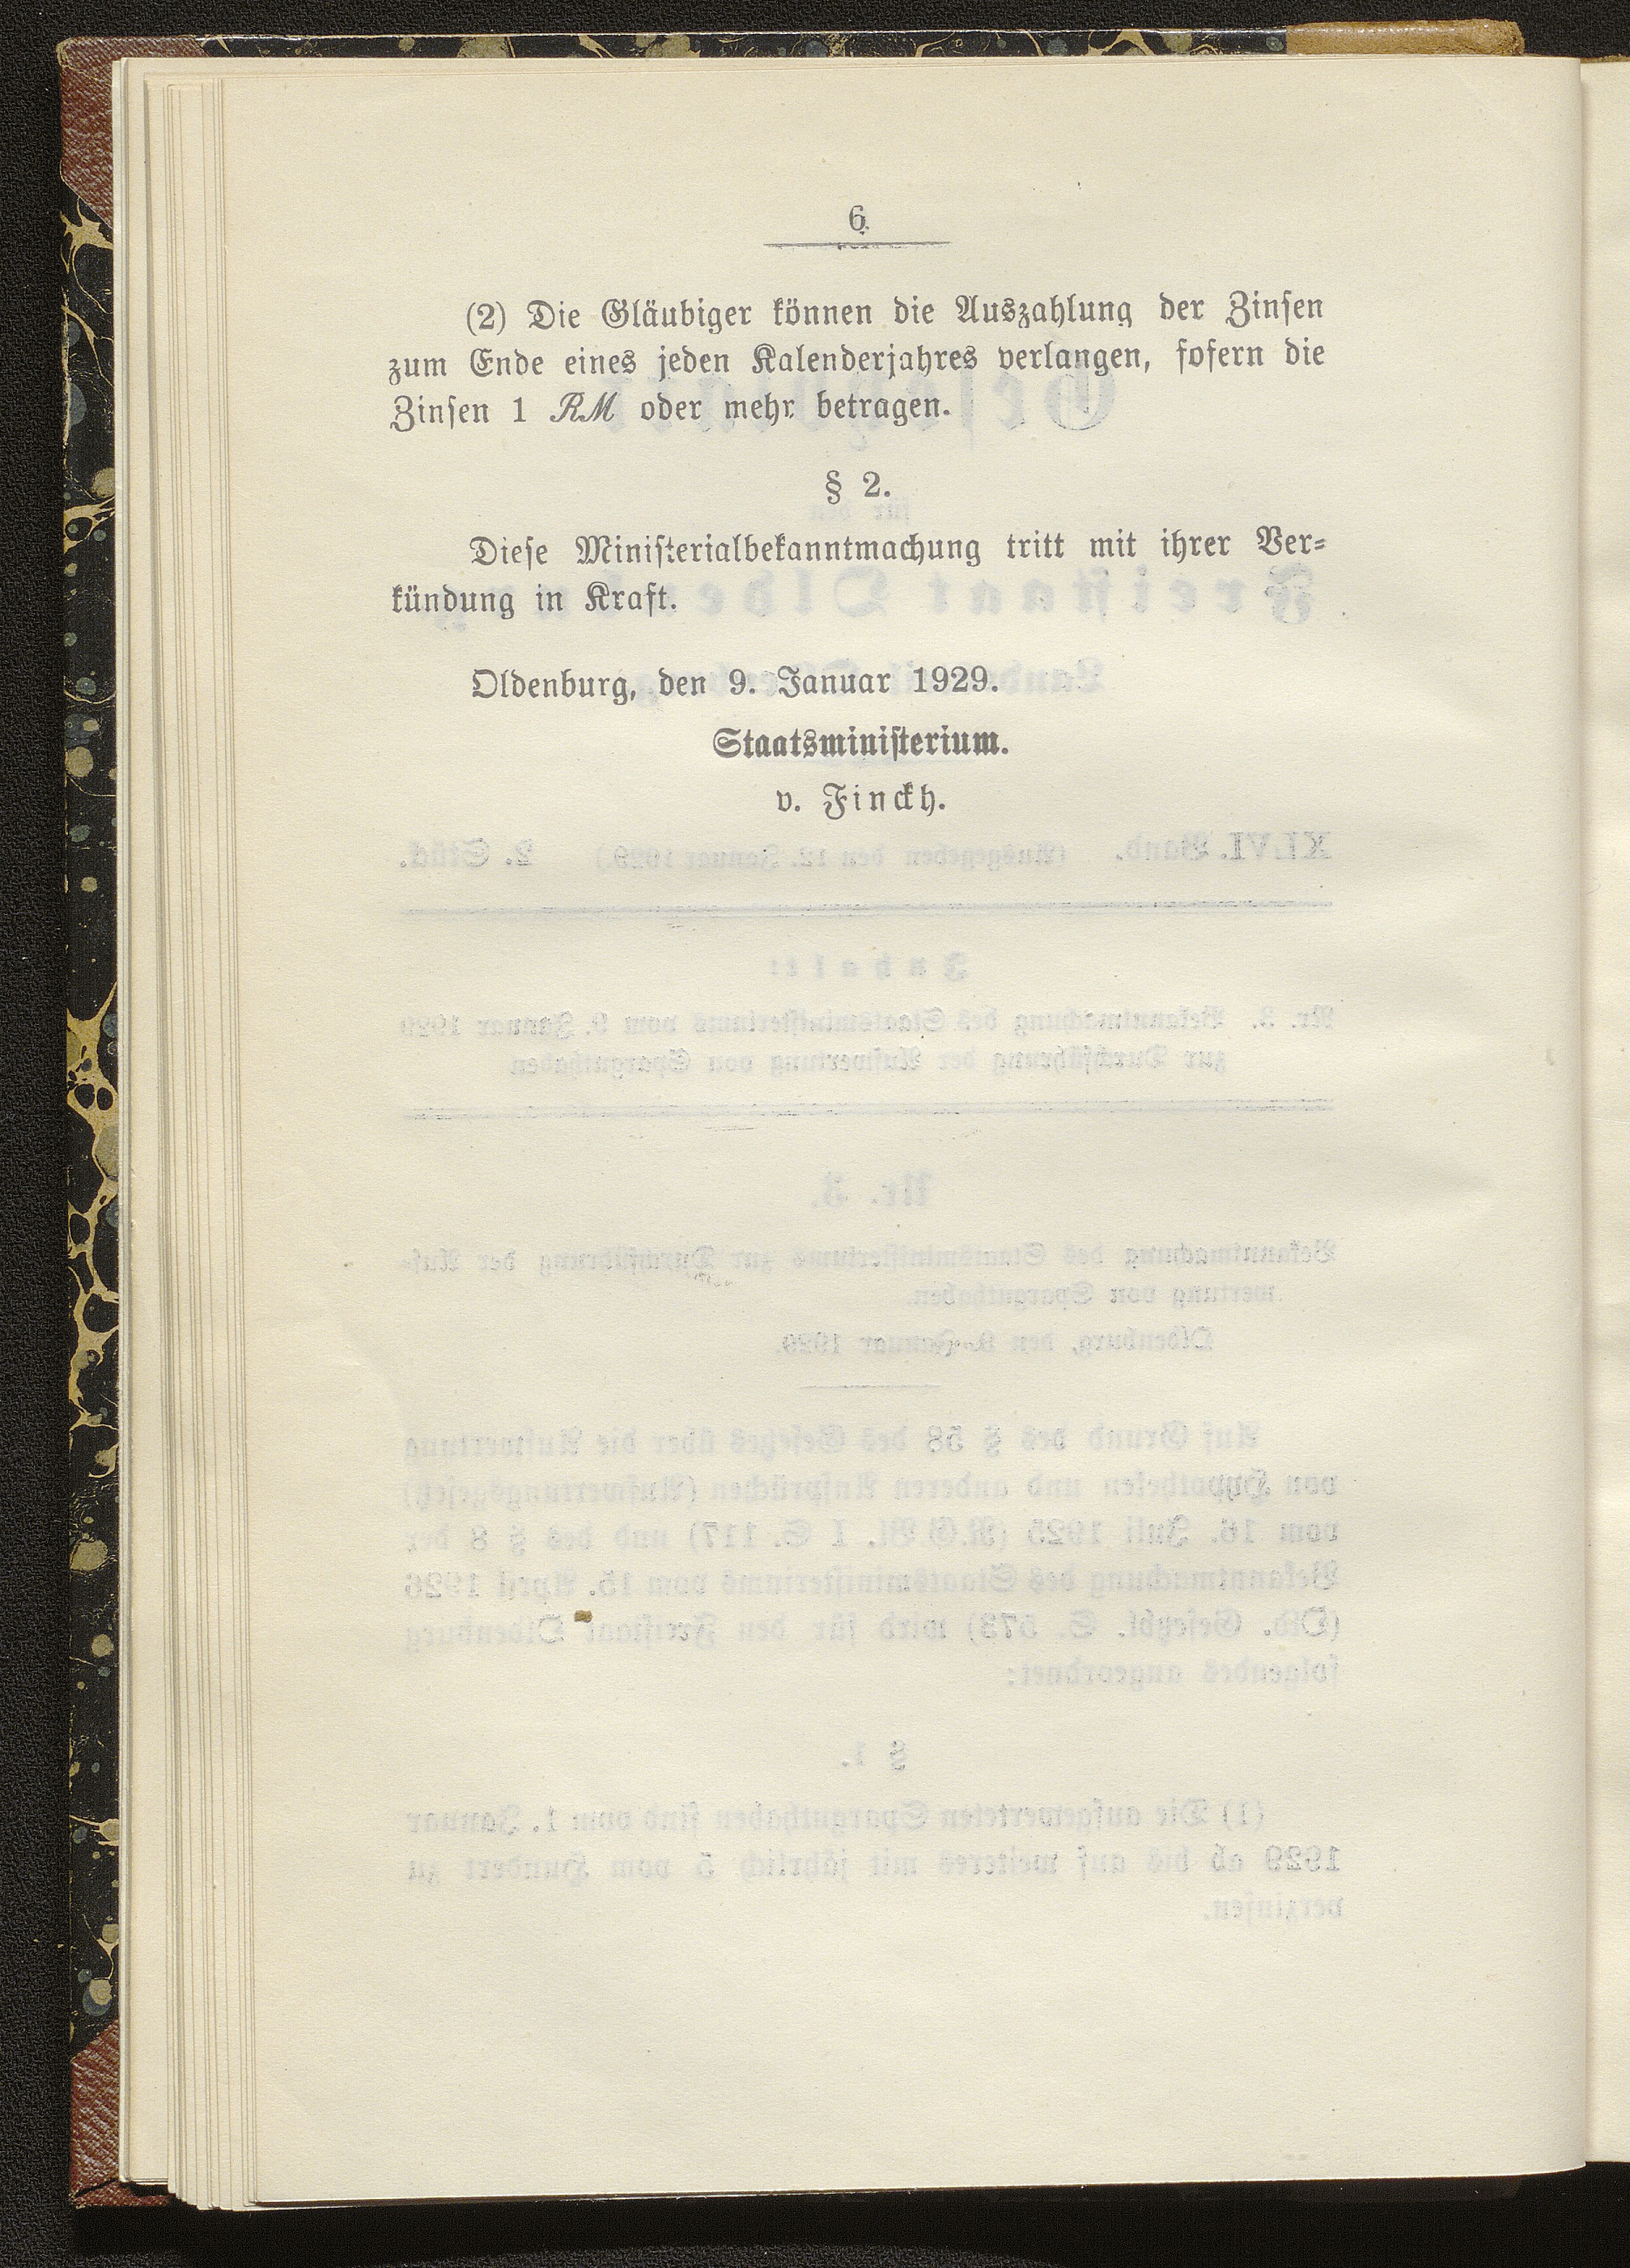 6.
(2) Die Gläubiger können die Auszahlung der Zinsen
zum Ende eines jeden Kalenderjahres verlangen, sofern die
Zinsen 1 RM oder mehr betragen.
§ 2.
Diese Ministerialbekanntmachung tritt mit ihrer Ver-
kündung in Kraft.
Oldenburg, den 9. Januar 1929.
Staatsministerium.
v. Finckh.